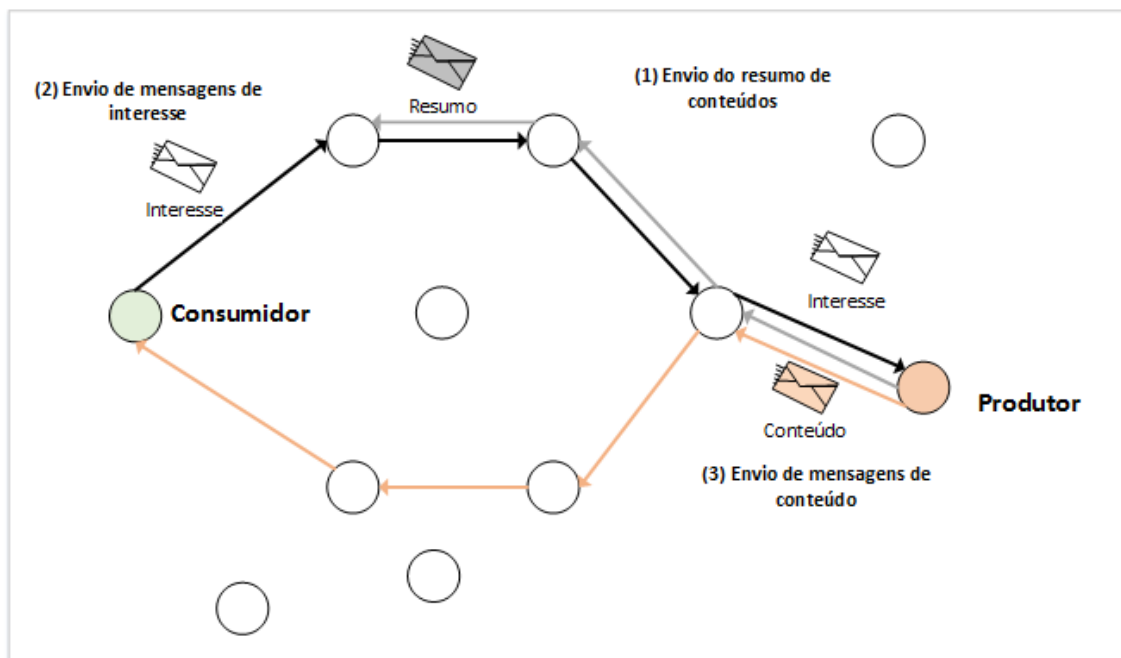 (2) Envio de mensagens de
interesse
Interesse
Resumo
(1) Envio do resumo de
conteúdos
Interesse
Consumidor
Produtor
Conteúdo
(3) Envio de mensagens de
conteúdo